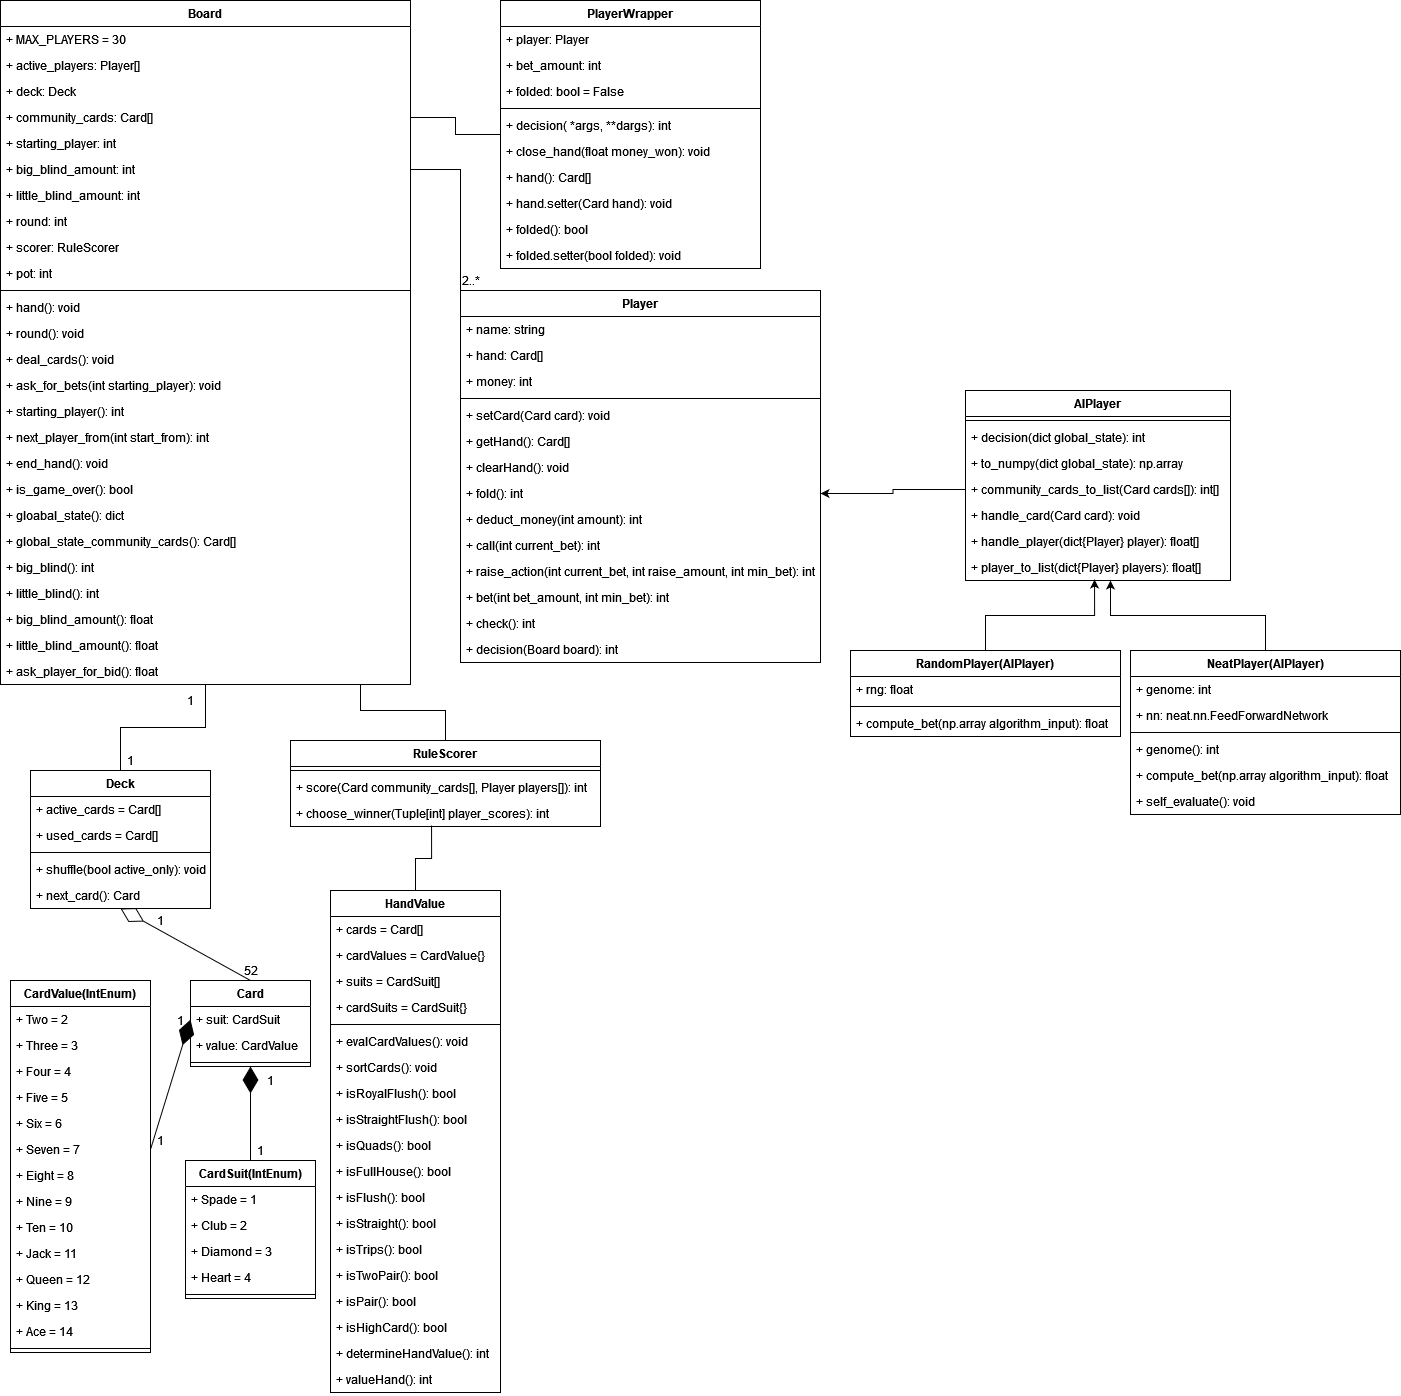 Board
+ MAX_PLAYERS = 30
+ active_players: Player[]
+ deck: Deck
+ community_cards: Card[]
+ starting_player: int
+ big_blind_amount: int
+ little_blind_amount: int
+ round: int
+ scorer: RuleScorer
+ pot: int
+ hand(): void
+ round(): void
+ deal_cards(): void
+ ask_for_bets(int starting_player): void
+ starting_player(): int
+ next_player_from(int start_from): int
+ end_hand(): void
+ is_game_over(): bool
+ gloabal_state(): dict
+ global_state_community_cards(): Card[]
+ big_blind(): int
+ little_blind(): int
+ big_blind_amount(): float
+ little_blind_amount(): float
+ ask_player_for_bid(): float
PlayerWrapper
+ player: Player
+ bet_amount: int
+ folded: bool = False
+ decision( *args, **dargs): int
+ close_hand(float money_won): void
+ hand(): Card[]
+ hand.setter(Card hand): void
+ folded(): bool
+ folded.setter(bool folded): void
2..*
Player
+ name: string
+ hand: Card[]
+ money: int
+ setCard(Card card): void
+ getHand(): Card[]
+ clearHand(): void
+ fold(): int
+ deduct_money(int amount): int
+ call(int current_bet): int
+ raise_action(int current_bet, int raise_amount, int min_bet): int
+ bet(int bet_amount, int min_bet): int
+ check(): int
+ decision(Board board): int
AIPlayer
+ decision(dict global_state): int
+ to_numpy(dict global_state): np.array
+ community_cards_to_list(Card cards[]): int[]
+ handle_card(Card card): void
+ handle_player(dict{Player} player): float[]
+ player_to_list(dict{Player} players): float[]
RandomPlayer(AIPlayer)
+ rng: float
+ compute_bet(np.array algorithm_input): float
NeatPlayer(AIPlayer)
+ genome: int
+ nn: neat.nn.FeedForwardNetwork
+ genome(): int
+ compute_bet(np.array algorithm_input): float
+ self_evaluate(): void
1
1
Deck
+ active_cards = Card[]
+ used_cards = Card[]
+ shuffle(bool active_only): void
+ next_card(): Card
1
52
RuleScorer
+ score(Card community_cards[], Player players[]): int
+ choose_winner(Tuple[int] player_scores): int
HandValue
+ cards = Card[]
+ cardValues = CardValue{}
+ suits = CardSuit[]
+ cardSuits = CardSuit{}
+ evalCardValues(): void
+ sortCards(): void
+ isRoyalFlush(): bool
+ isStraightFlush(): bool
+ isQuads(): bool
+ isFullHouse(): bool
+ isFlush(): bool
+ isStraight(): bool
+ isTrips(): bool
+ isTwoPair(): bool
+ isPair(): bool
+ isHighCard(): bool
+ determineHandValue(): int
+ valueHand(): int
CardValue(IntEnum)
+ Two = 2
+ Three = 3
+ Four = 4
+ Five = 5
+ Six = 6
+ Seven = 7
+ Eight = 8
+ Nine = 9
+ Ten = 10
+ Jack = 11
+ Queen = 12
+ King = 13
+ Ace = 14
Card
+ suit: CardSuit
+ value: CardValue
1
1
1
1
CardSuit(IntEnum)
+ Spade = 1
+ Club = 2
+ Diamond = 3
+ Heart = 4